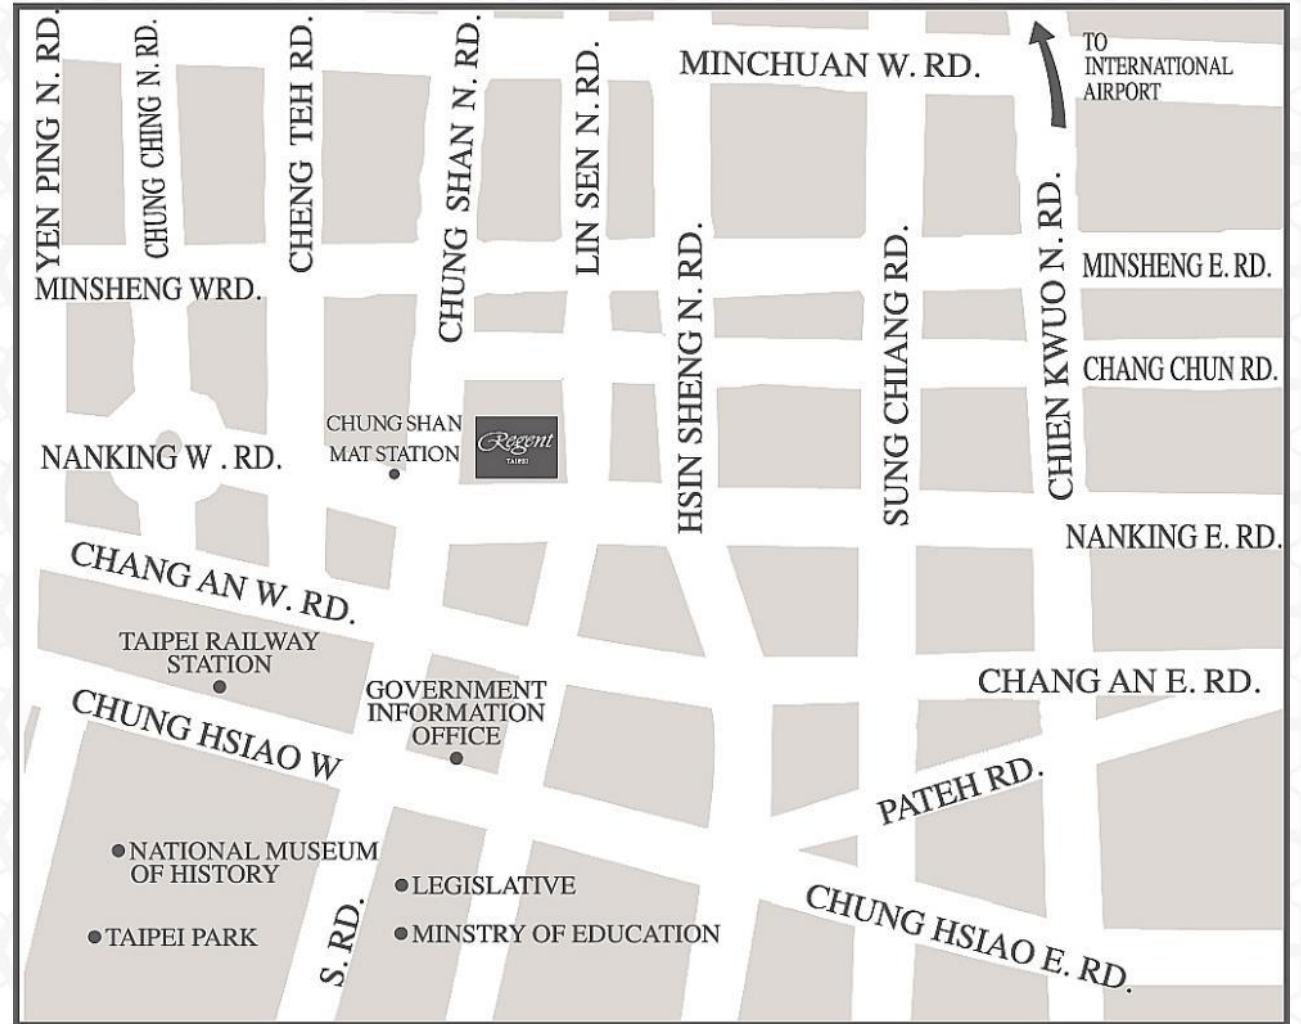 YEN PING N. RD.
CHUNG CHING N. RD.
CHENG TEH RD.
CHUNG SHAN N. RD.
LIN SEN N. RD.
MINCHUAN W. RD.
TO
INTERNATIONAL
AIRPORT
MINSHENG WRD.
HSIN SHENG N. RD.
SUNG CHIANG RD.
CHIEN KWUO N. RD.
MINSHENG E. RD.
CHANG CHUN RD.
CHUNG SHAN
MAT STATION
Regent
TAIPEI
NANKING W . RD.
NANKING E. RD.
CHANG AN W. RD.
TAIPEI RAILWAY
STATION
GOVERNMENT
INFORMATION
OFFICE
CHANG AN E. RD.
CHUNG HSIAO W
PATEH RD.
NATIONAL MUSEUM
OF HISTORY
LEGISLATIVE
TAIPEI PARK
S. RD.
MINSTRY OF EDUCATION
CHUNG HSIAO E. RD.